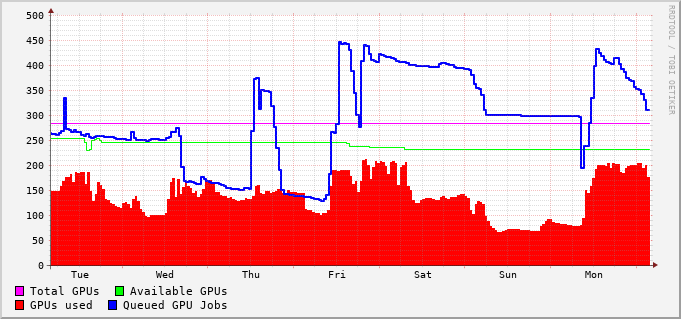 500
450
400
350
300
250
200
150
100
50
0
Tue Wed Thu Fri Sat Sun Mon
Total GPUs Available GPUs
GPUs used Queued GPU Jobs
RRDTOOL / TOBI OETIKER